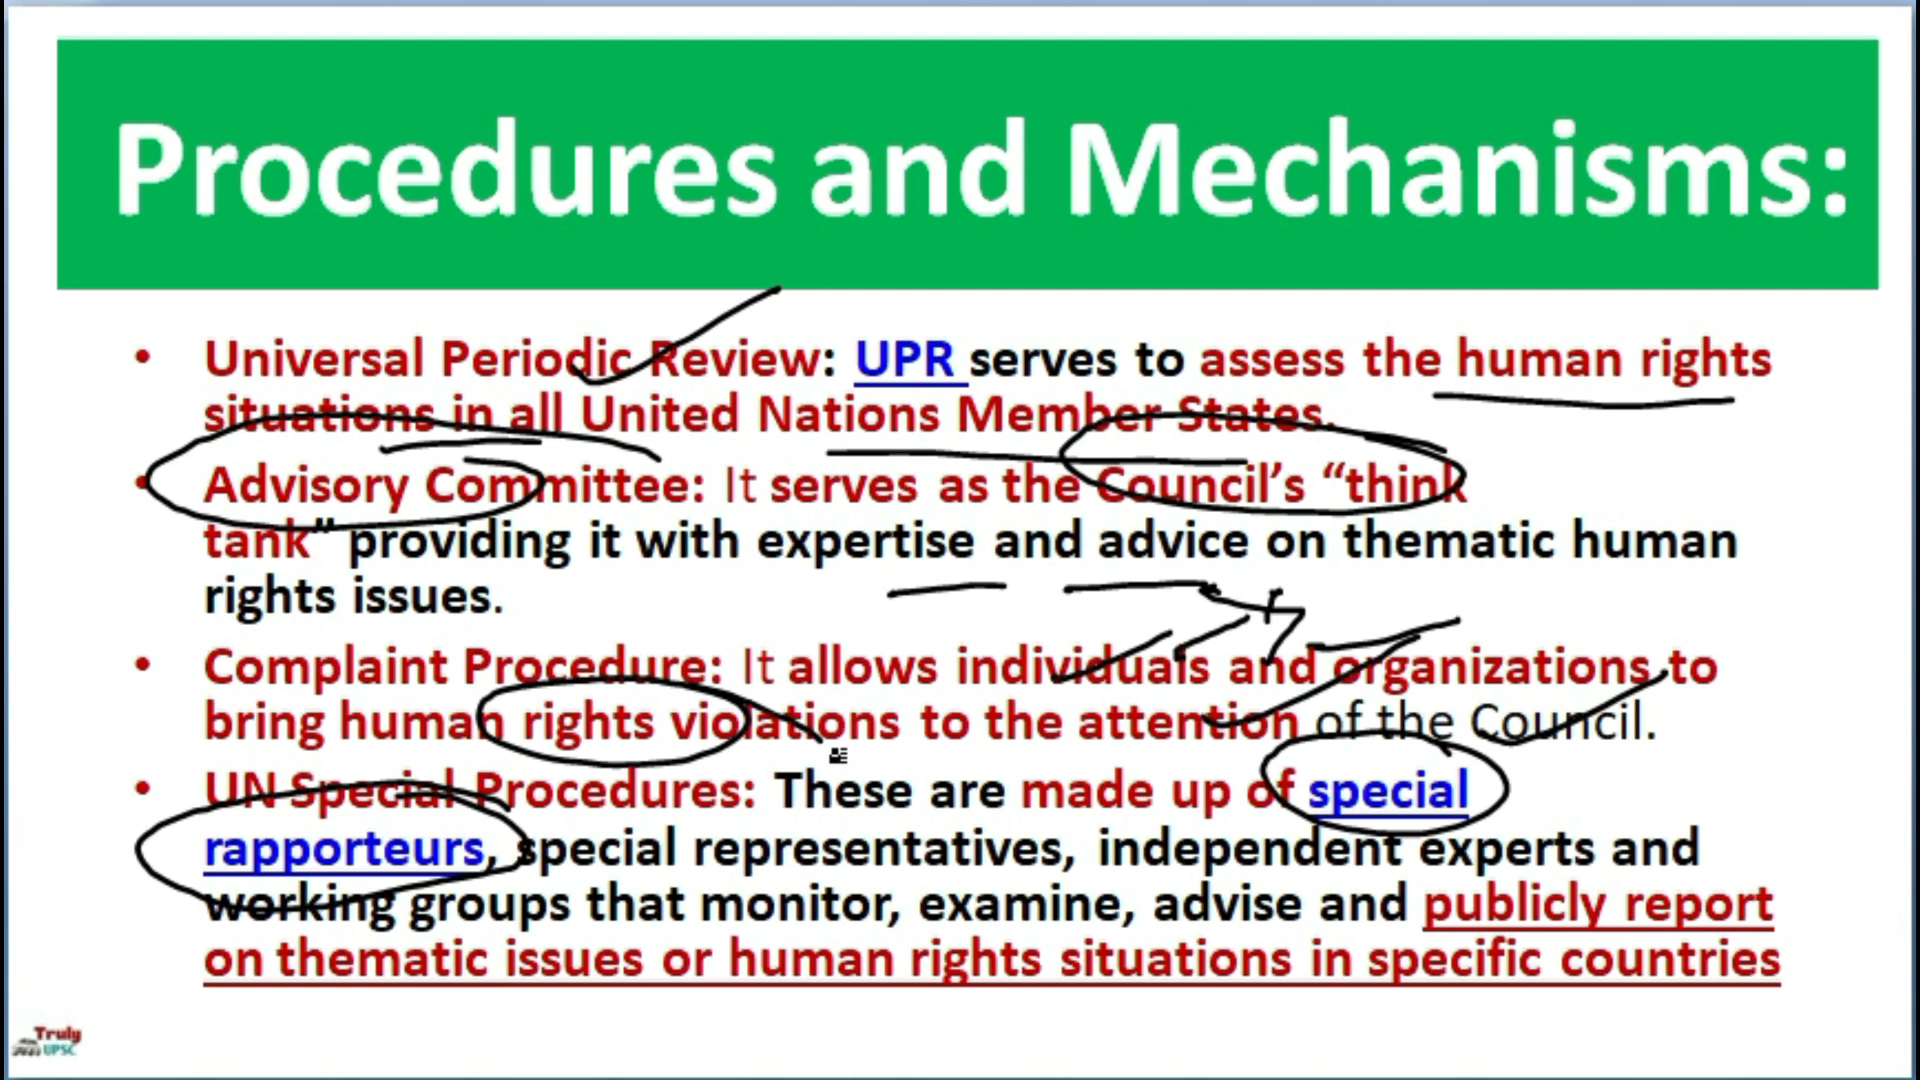 Procedures and Mechanisms:
• Universal Periodic Review: UPR serves to assess the human rights
situations in all United Nations Member States.
• Advisory Committee: It serves as the Council’s “think
tank” providing it with expertise and advice on thematic human
rights issues.
• Complaint Procedure: It allows individuals and organizations to
bring human rights violations to the attention of the Council.
• UN Special Procedures: These are made up of special
rapporteurs, special representatives, independent experts and
working groups that monitor, examine, advise and publicly report
on thematic issues or human rights situations in specific countries
Truly
UPSC